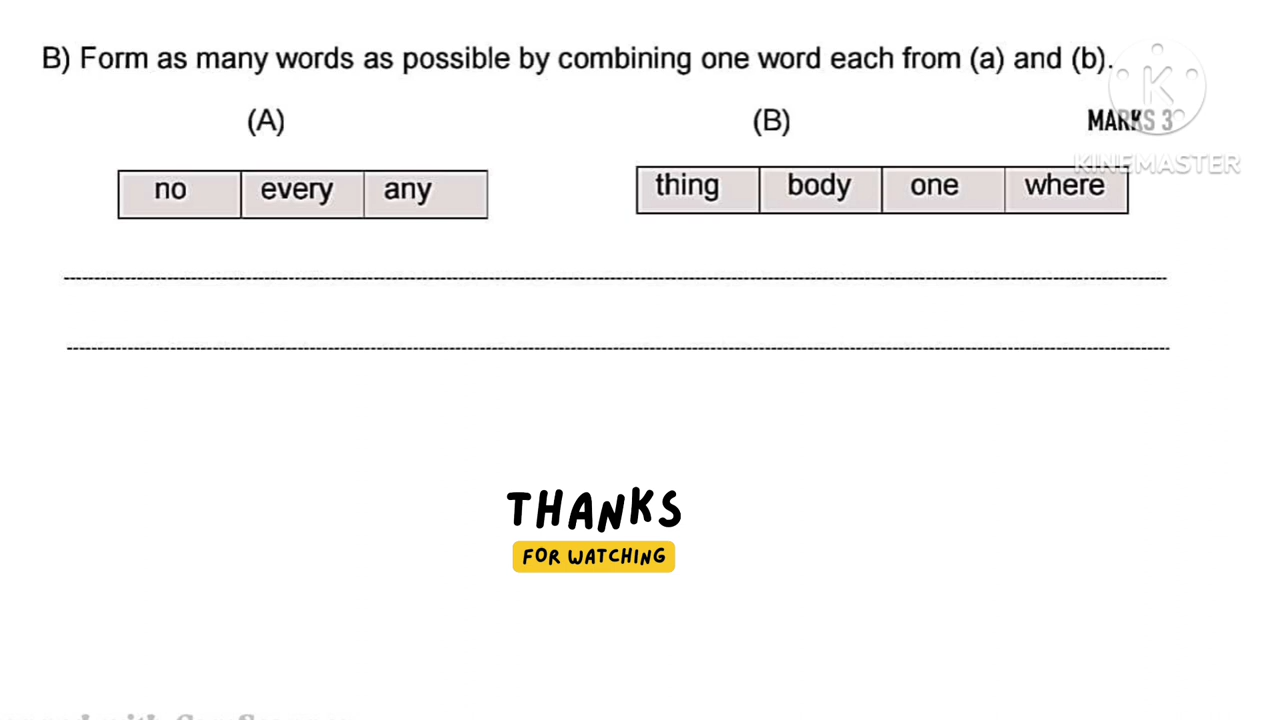 B) Form as many words as possible by combining one word each from (a) and (b).
(A) (B) MARKS 3
KINEMASTER
no every any thing body one where
THANKS
FOR WATCHING